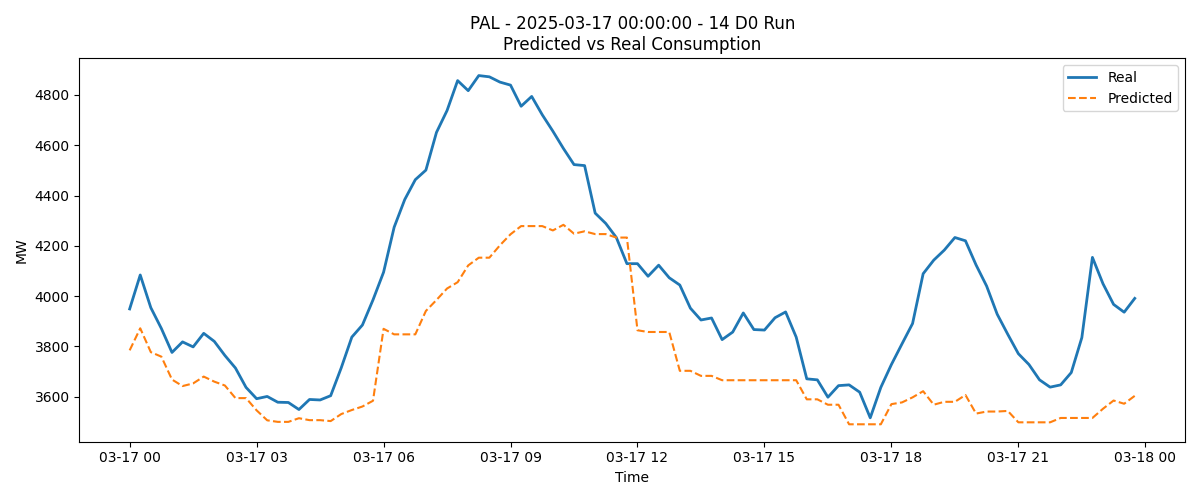 PAL - 2025-03-17 00:00:00 - 14 D0 Run
Predicted vs Real Consumption
Real
Predicted
4800
4600
4400
4200
4000
3800
3600
MW
03-17 00
03-17 03
03-17 06
03-17 09
03-17 12
03-17 15
03-17 18
03-17 21
03-18 00
Time